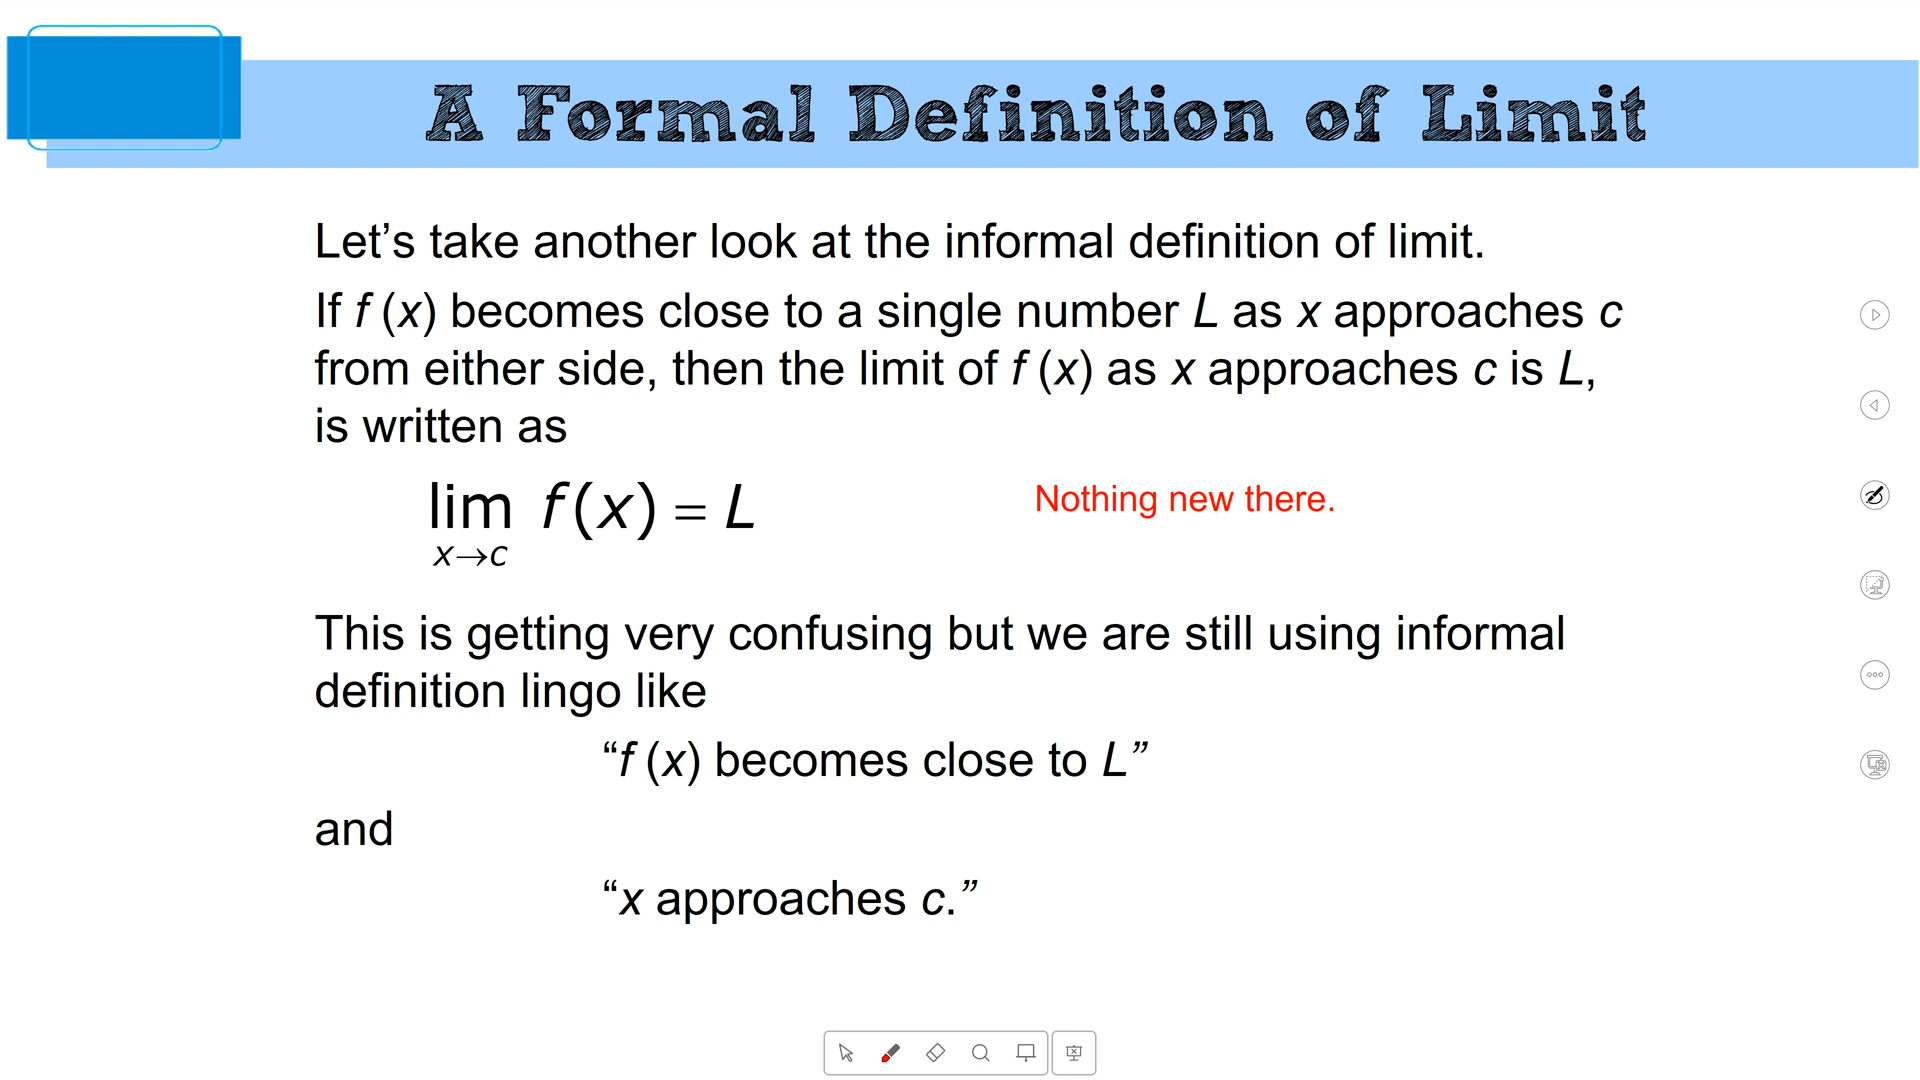 A Formal Definition of Limit
Let’s take another look at the informal definition of limit.
If f (x) becomes close to a single number L as x approaches c
from either side, then the limit of f (x) as x approaches c is L,
is written as
lim f(x) = L
x→c
Nothing new there.
This is getting very confusing but we are still using informal
definition lingo like
“f (x) becomes close to L”
and
“x approaches c.”